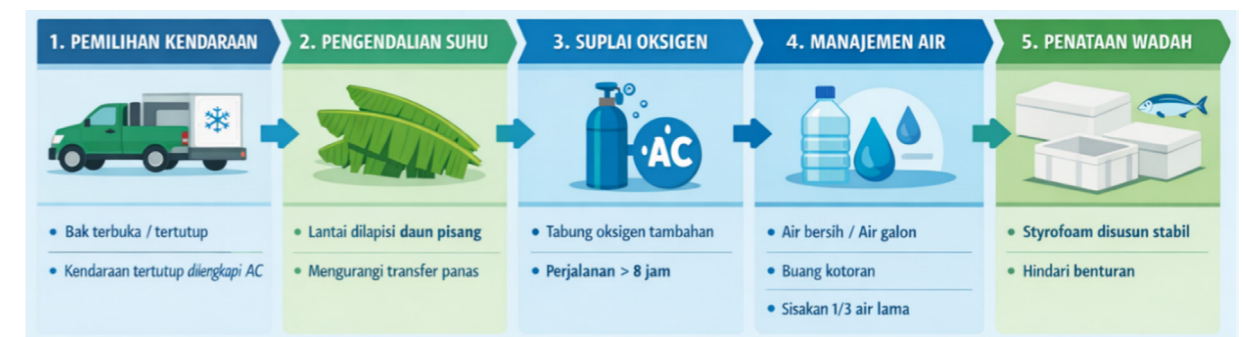 1. PEMILIHAN KENDARAAN
Bak terbuka / tertutup
Kendaraan tertutup dilengkapi AC
2. PENGENDALIAN SUHU
Lantai dilapisi daun pisang
Mengurangi transfer panas
3. SUPLAI OKSIGEN
AC
Tabung oksigen tambahan
Perjalanan > 8 jam
4. MANAJEMEN AIR
Air bersih / Air galon
Buang kotoran
Sisakan 1/3 air lama
5. PENATAAN WADAH
Styrofoam disusun stabil
Hindari benturan